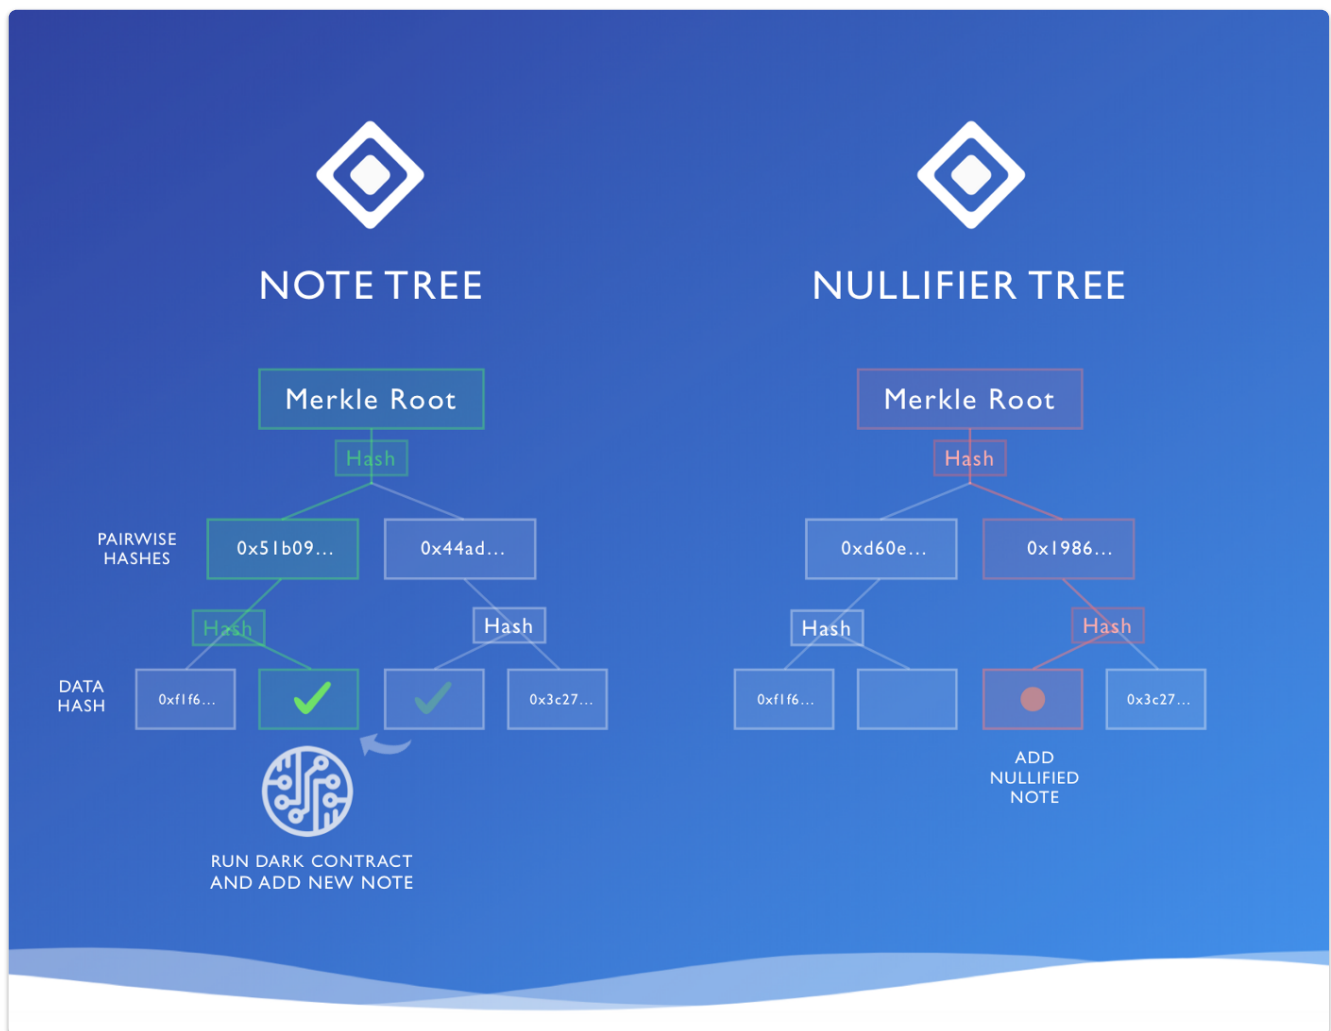 NOTE TREE
NULLIFIER TREE
Merkle Root
Merkle Root
Hash
Hash
PAIRWISE
HASHES
0x51b09...
0x44ad...
0xd60e...
0x1986...
Hash
Hash
Hash
Hash
DATA
HASH
0xf1f6...
0x3c27...
0xf1f6...
0x3c27...
RUN DARK CONTRACT
AND ADD NEW NOTE
ADD
NULLIFIED
NOTE